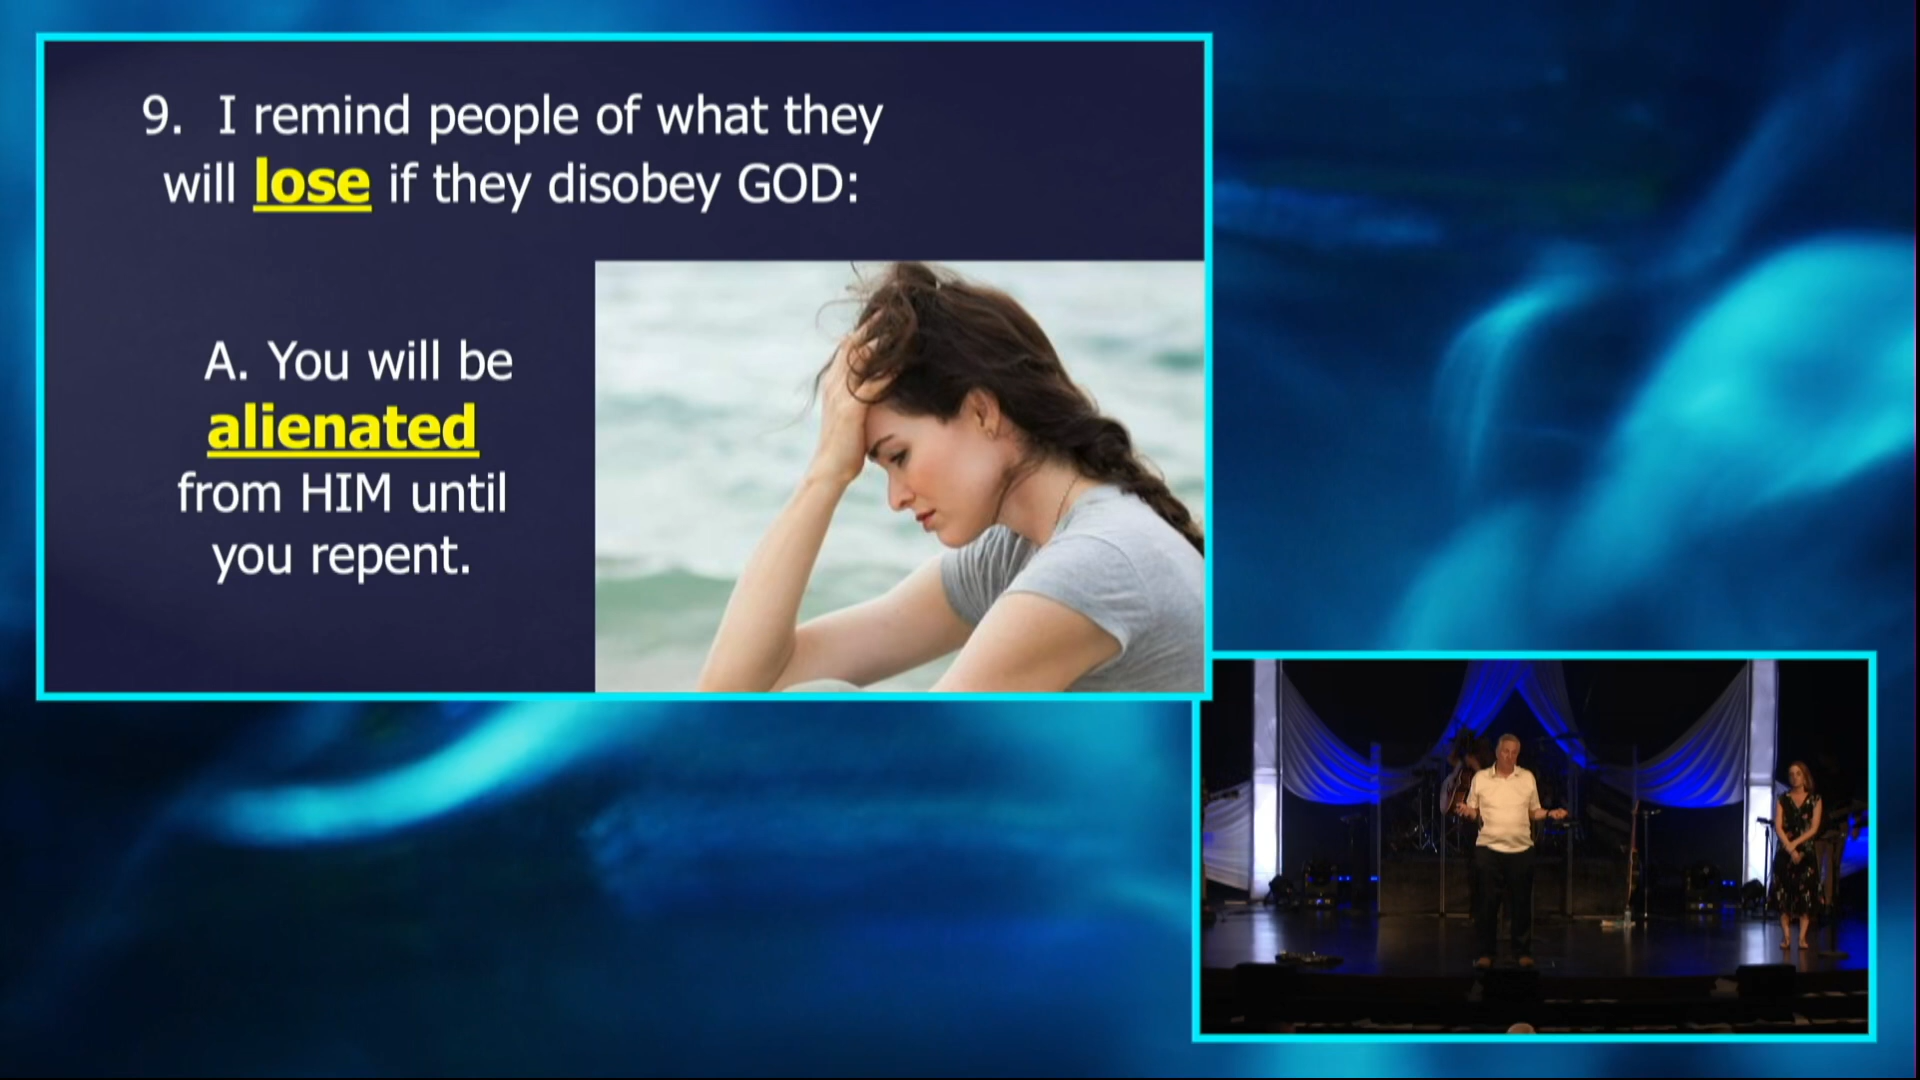 9. I remind people of what they
will lose if they disobey GOD:
A. You will be
alienated
from HIM until
you repent.